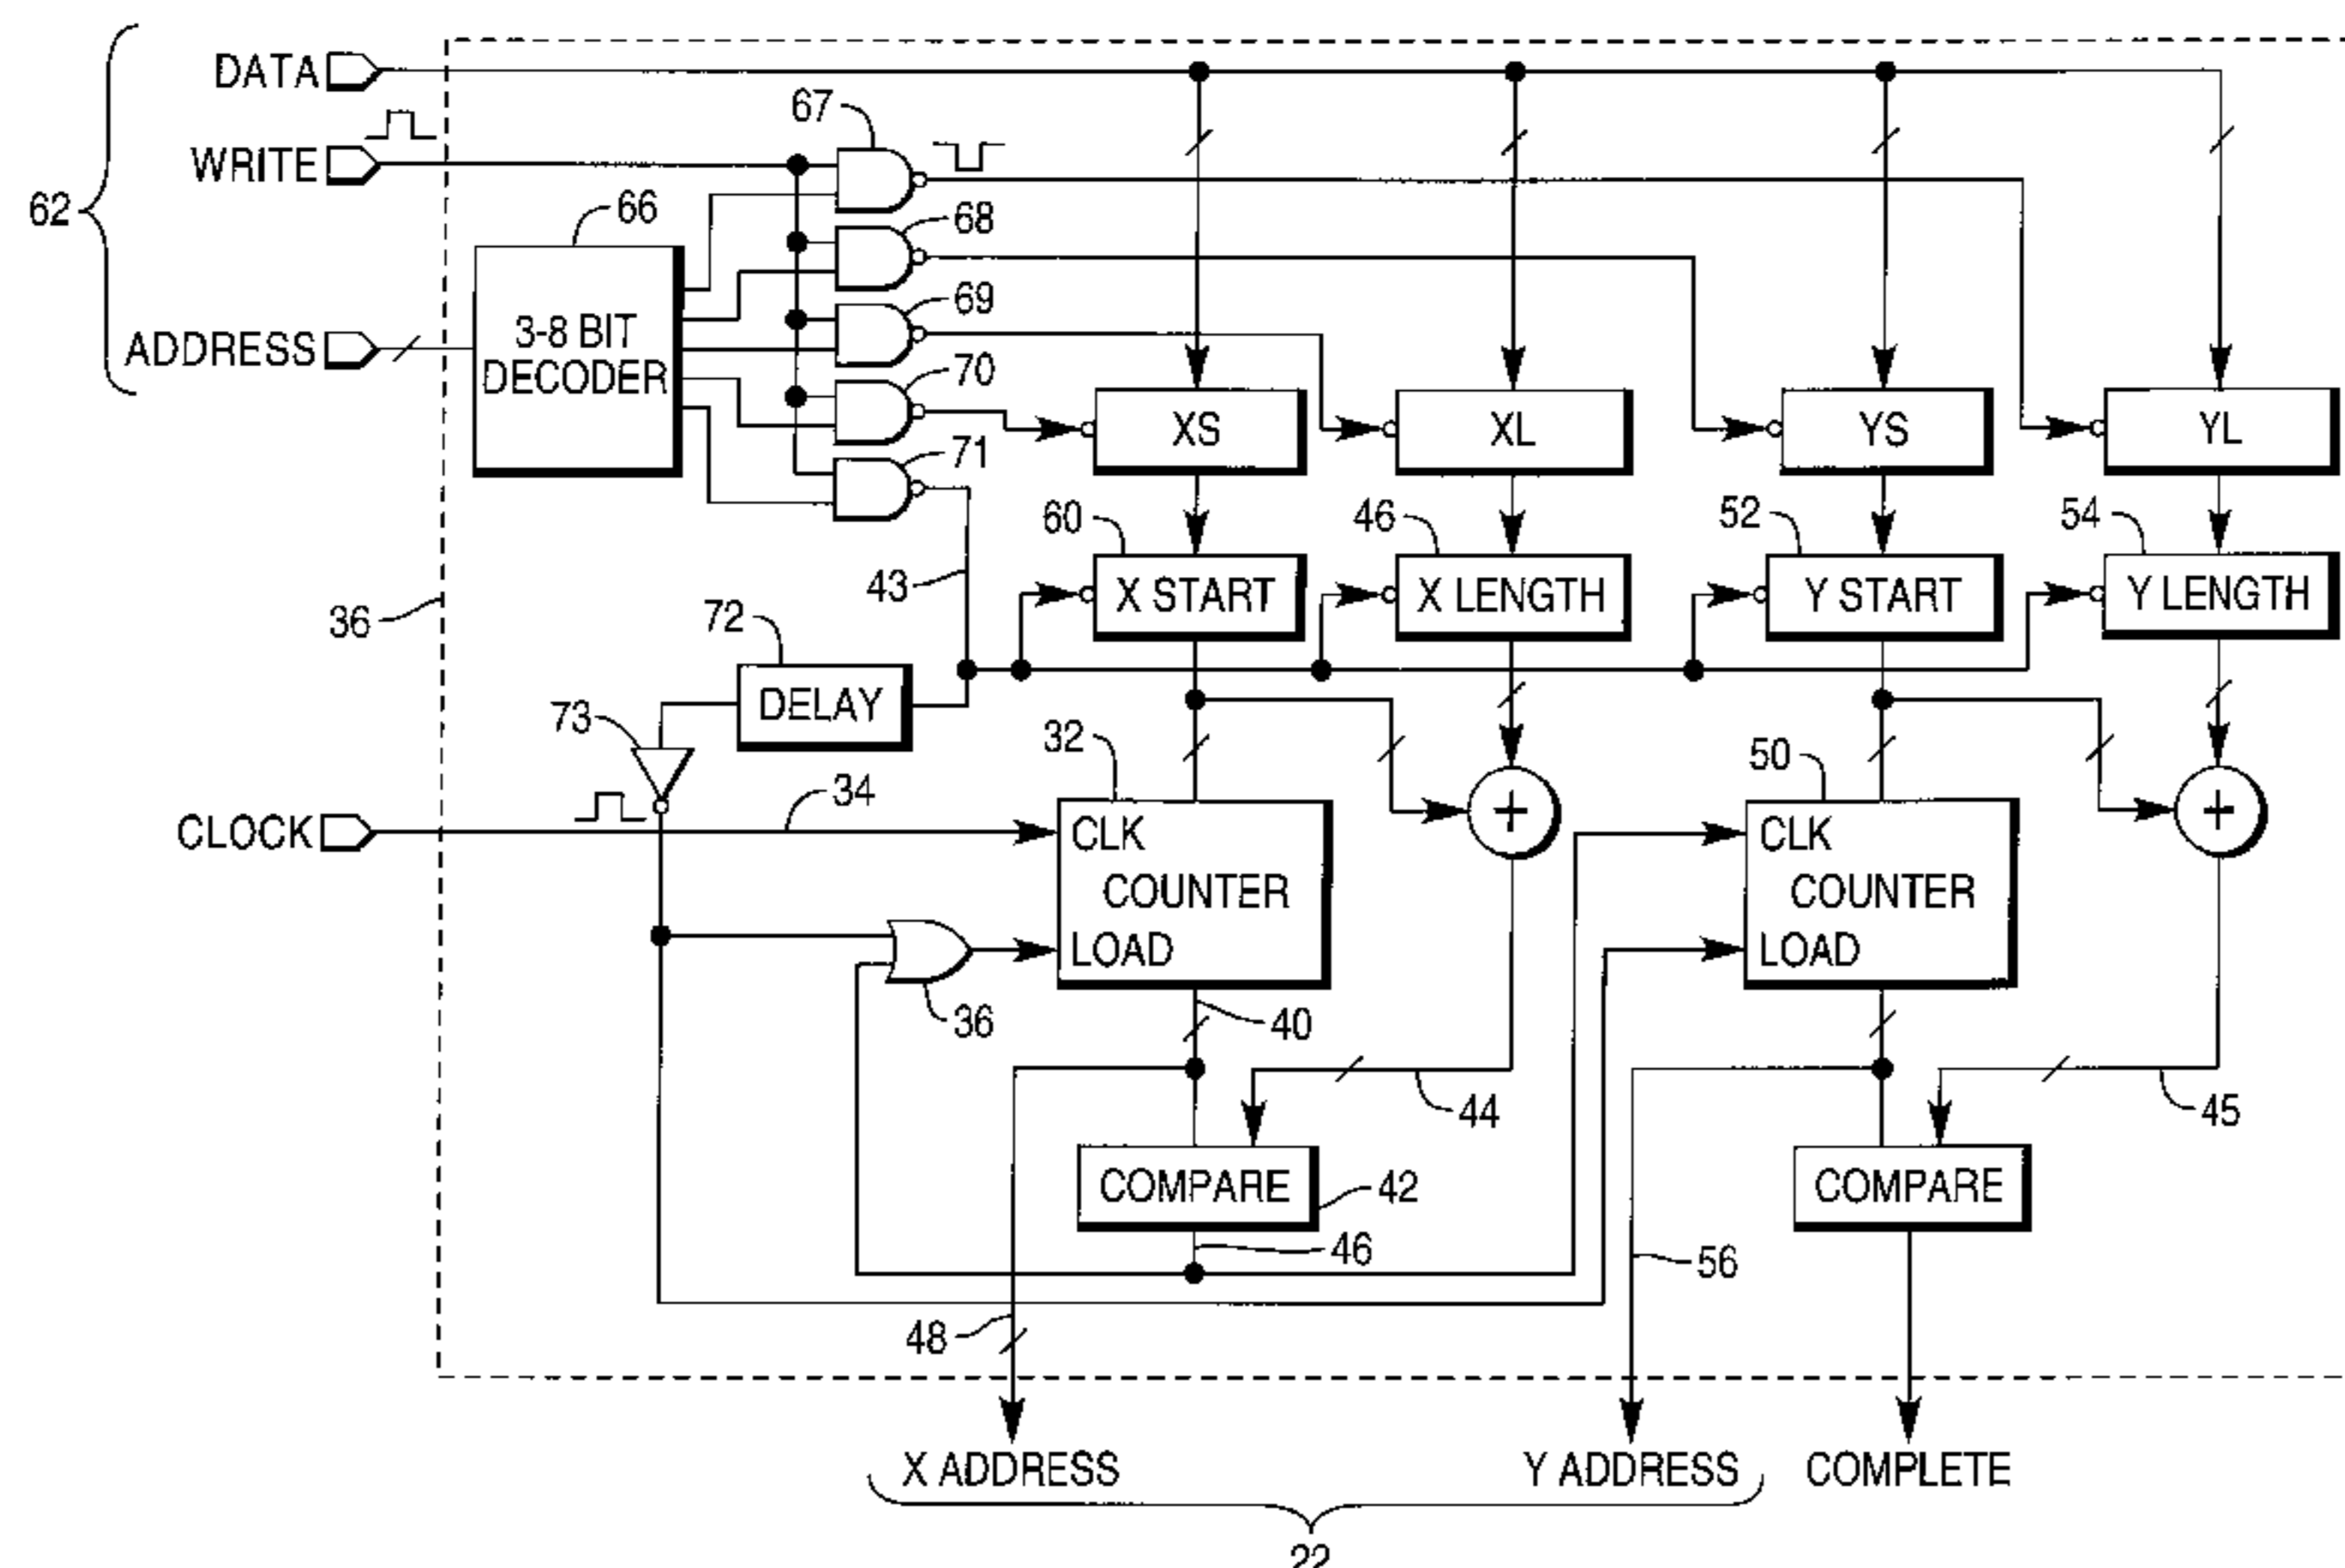 DATA
67
WRITE
62
66
68
3-8 BIT
DECODER
69
ADDRESS
70
XS
XL
YS
YL
71
60
46
52
54
43
X START
X LENGTH
Y START
Y LENGTH
36
72
DELAY
73
32
50
34
+
+
CLOCK
CLK
COUNTER
LOAD
CLK
COUNTER
LOAD
36
40
44
45
COMPARE
42
COMPARE
46
56
48
X ADDRESS
Y ADDRESS
COMPLETE
22